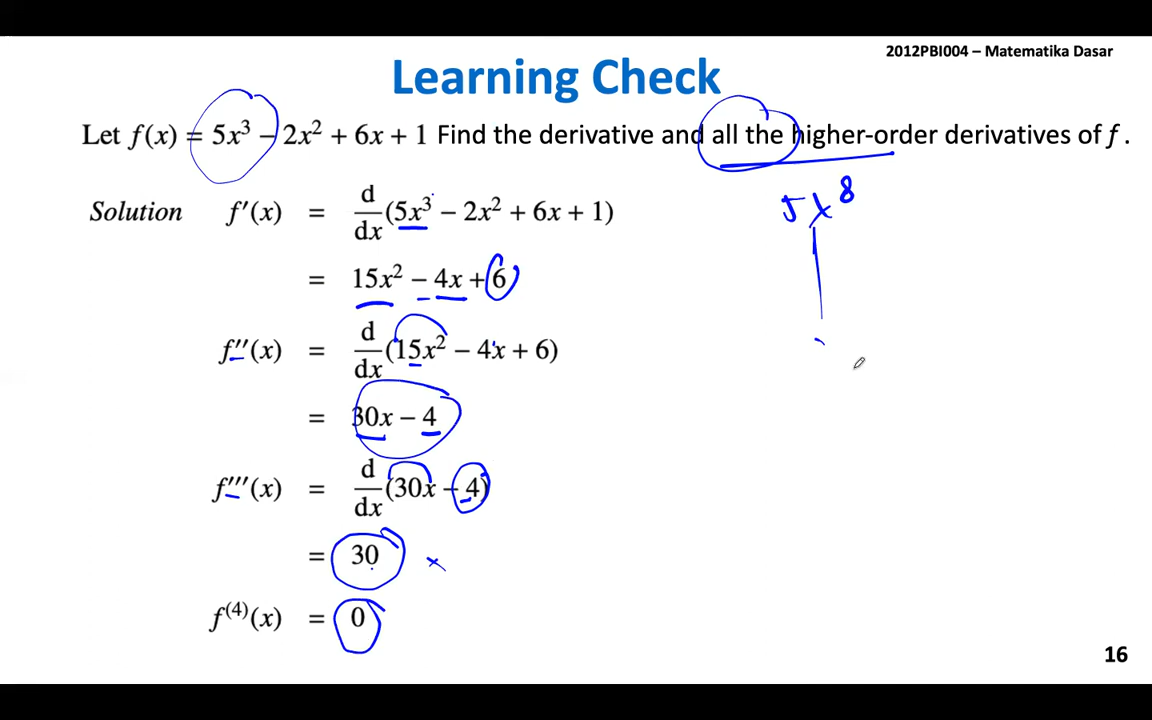 2012PBI004 – Matematika Dasar
Learning Check
Let f(x) = 5x³ − 2x² + 6x + 1 Find the derivative and all the higher-order derivatives of f .
5x⁸
Solution f′(x) = d/dx (5x³ − 2x² + 6x + 1)
= 15x² − 4x + 6
f″(x) = d/dx (15x² − 4x + 6)
= 30x − 4
f‴(x) = d/dx (30x − 4)
= 30 x
f⁽⁴⁾(x) = 0
16